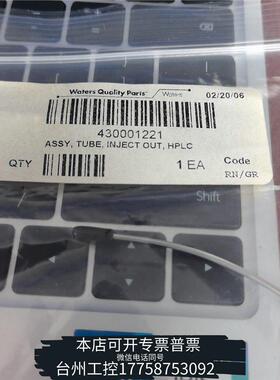 Waters Quality Parts
Waters
02/20/06
430001221
ASSY, TUBE, INJECT OUT, HPLC
QTY
1 EA
Code
RN/GR
Shift
本店可开专票普票
微信电话同号
台州工控17758753092